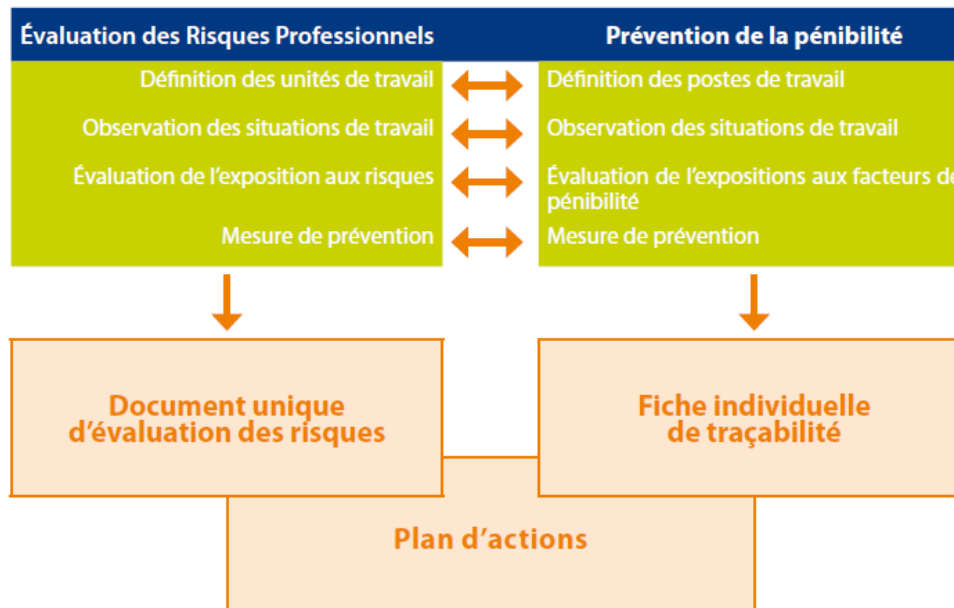 Évaluation des Risques Professionnels
Prévention de la pénibilité
Définition des unités de travail
Définition des postes de travail
Observation des situations de travail
Observation des situations de travail
Évaluation de l'exposition aux risques
Évaluation de l'expositions aux facteurs de
pénibilité
Mesure de prévention
Mesure de prévention
Document unique
d'évaluation des risques
Fiche individuelle
de traçabilité
Plan d'actions